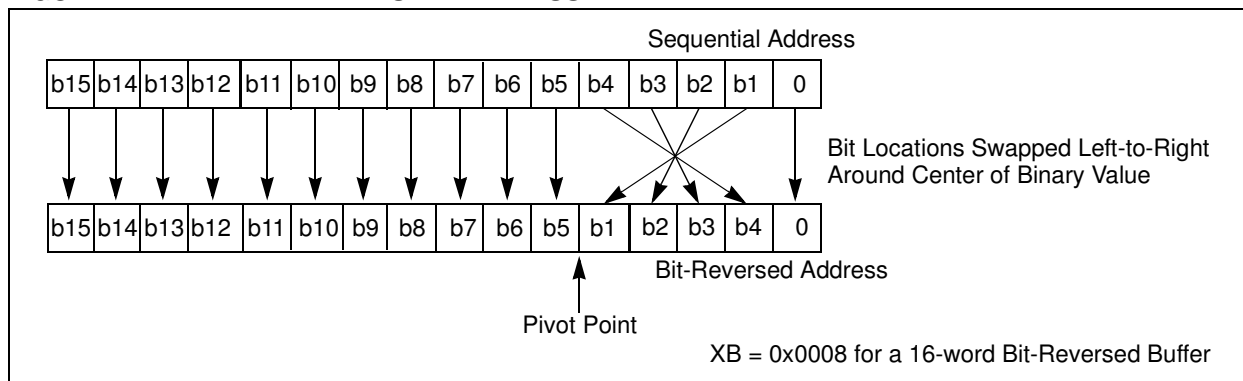 Sequential Address
b15 b14 b13 b12 b11 b10 b9 b8 b7 b6 b5 b4 b3 b2 b1 0
Bit Locations Swapped Left-to-Right
Around Center of Binary Value
b15 b14 b13 b12 b11 b10 b9 b8 b7 b6 b5 b1 b2 b3 b4 0
Bit-Reversed Address
Pivot Point
XB = 0x0008 for a 16-word Bit-Reversed Buffer